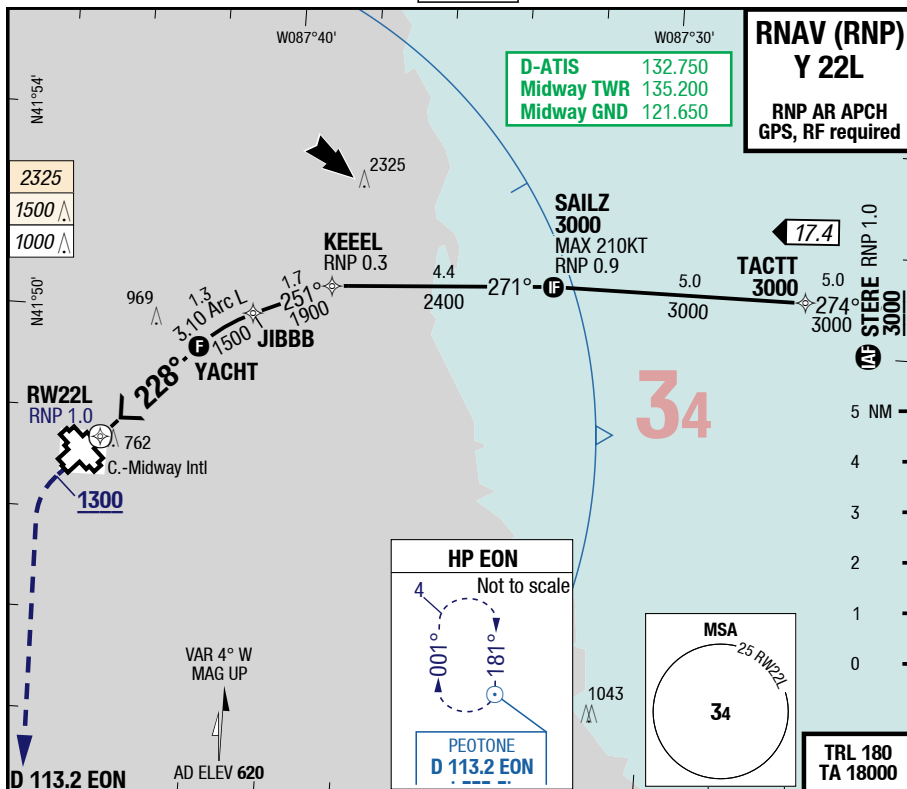 W087°40'
W087°30'
RNAV (RNP)
Y 22L
RNP AR APCH
GPS, RF required
D-ATIS 132.750
Midway TWR 135.200
Midway GND 121.650
N41°54'
2325
1500
1000
2325
SAILZ
3000
MAX 210KT
RNP 0.9
17.4
KEEEL
RNP 0.3
TACTT
3000
IAF STERE RNP 1.0
3000
N41°50'
969
1.3
3.10 Arc L
1500
1.7
251°
1900
4.4
2400
271°
IF
5.0
3000
5.0
274°
3000
JIBBB
F
YACHT
228°
34
RW22L
RNP 1.0
762
C.-Midway Intl
1300
5 NM
4
3
2
1
0
HP EON
Not to scale
4
001°
181°
PEOTONE
D 113.2 EON
1043
MSA
25 RW22L
34
VAR 4° W
MAG UP
AD ELEV 620
D 113.2 EON
TRL 180
TA 18000